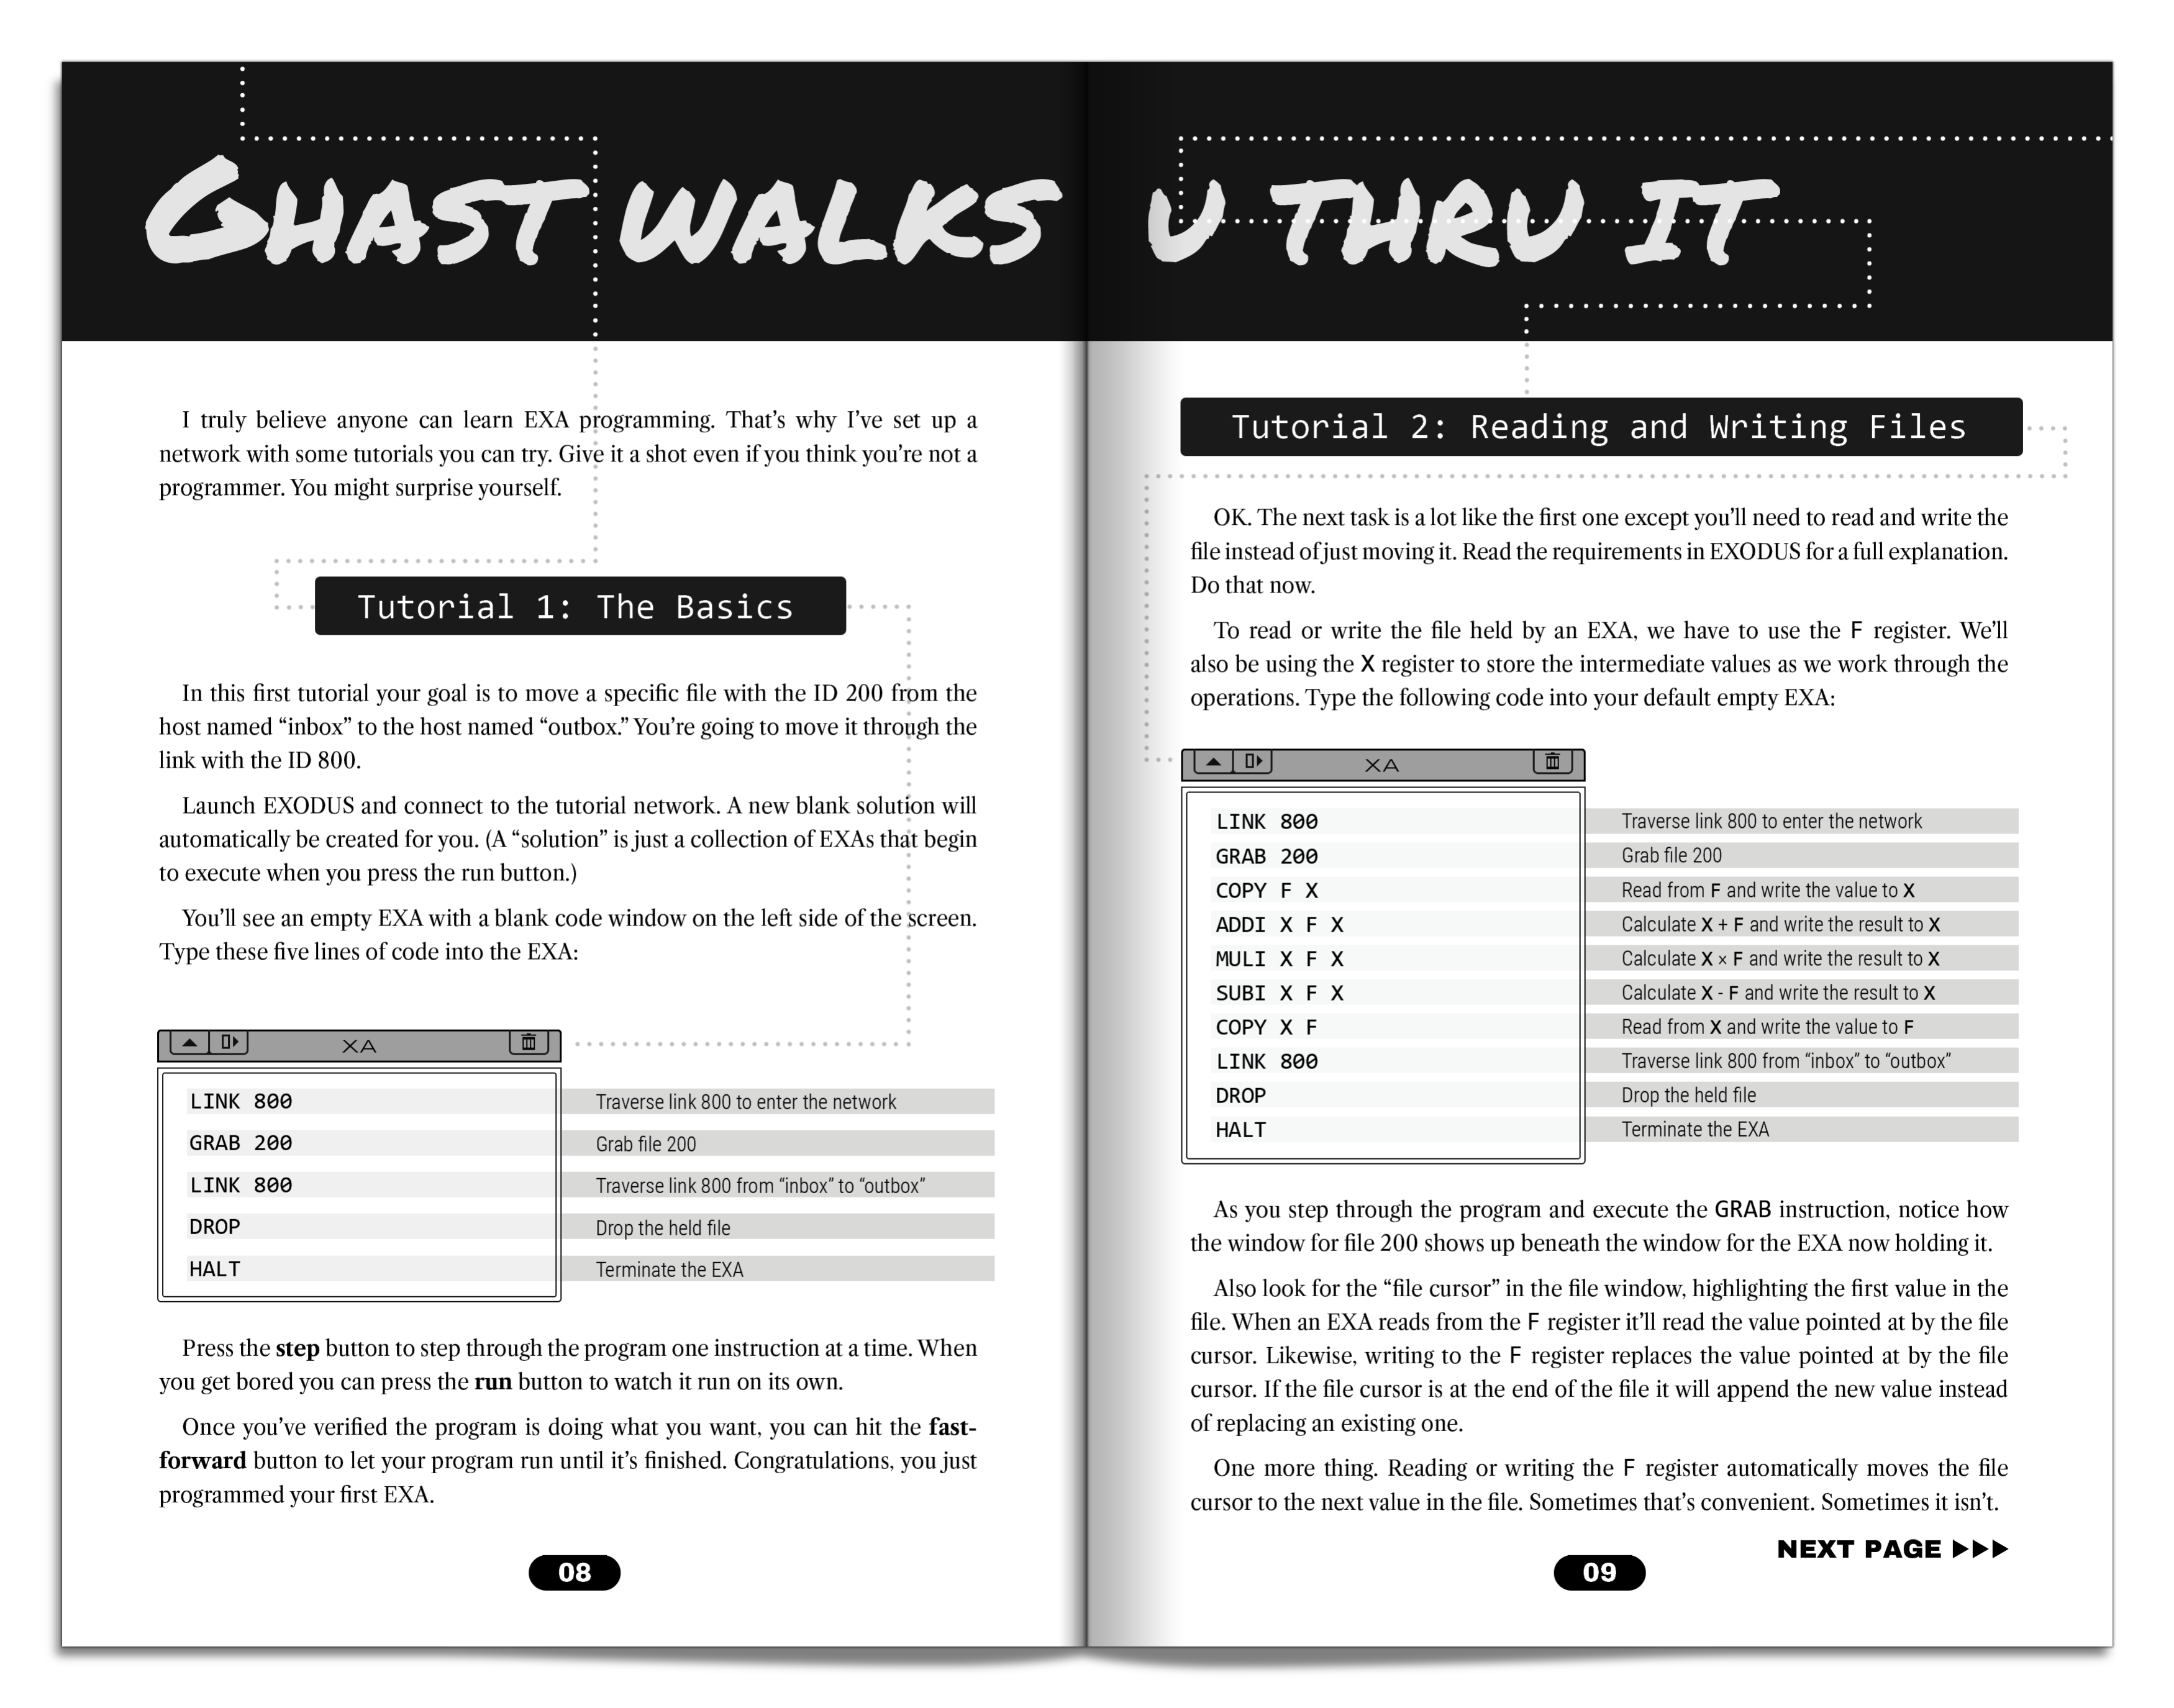 GHAST WALKS U THRU IT
I truly believe anyone can learn EXA programming. That's why I've set up a
network with some tutorials you can try. Give it a shot even if you think you're not a
programmer. You might surprise yourself.
Tutorial 1: The Basics
In this first tutorial your goal is to move a specific file with the ID 200 from the
host named “inbox” to the host named “outbox.” You're going to move it through the
link with the ID 800.
Launch EXODUS and connect to the tutorial network. A new blank solution will
automatically be created for you. (A “solution” is just a collection of EXAs that begin
to execute when you press the run button.)
You'll see an empty EXA with a blank code window on the left side of the screen.
Type these five lines of code into the EXA:
XA
LINK 800 Traverse link 800 to enter the network
GRAB 200 Grab file 200
LINK 800 Traverse link 800 from “inbox” to “outbox”
DROP Drop the held file
HALT Terminate the EXA
Press the step button to step through the program one instruction at a time. When
you get bored you can press the run button to watch it run on its own.
Once you've verified the program is doing what you want, you can hit the fast-
forward button to let your program run until it's finished. Congratulations, you just
programmed your first EXA.
08
Tutorial 2: Reading and Writing Files
OK. The next task is a lot like the first one except you'll need to read and write the
file instead of just moving it. Read the requirements in EXODUS for a full explanation.
Do that now.
To read or write the file held by an EXA, we have to use the F register. We'll
also be using the X register to store the intermediate values as we work through the
operations. Type the following code into your default empty EXA:
XA
LINK 800 Traverse link 800 to enter the network
GRAB 200 Grab file 200
COPY F X Read from F and write the value to X
ADDI X F X Calculate X + F and write the result to X
MULI X F X Calculate X × F and write the result to X
SUBI X F X Calculate X - F and write the result to X
COPY X F Read from X and write the value to F
LINK 800 Traverse link 800 from “inbox” to “outbox”
DROP Drop the held file
HALT Terminate the EXA
As you step through the program and execute the GRAB instruction, notice how
the window for file 200 shows up beneath the window for the EXA now holding it.
Also look for the “file cursor” in the file window, highlighting the first value in the
file. When an EXA reads from the F register it'll read the value pointed at by the file
cursor. Likewise, writing to the F register replaces the value pointed at by the file
cursor. If the file cursor is at the end of the file it will append the new value instead
of replacing an existing one.
One more thing. Reading or writing the F register automatically moves the file
cursor to the next value in the file. Sometimes that's convenient. Sometimes it isn't.
NEXT PAGE ▶▶▶
09